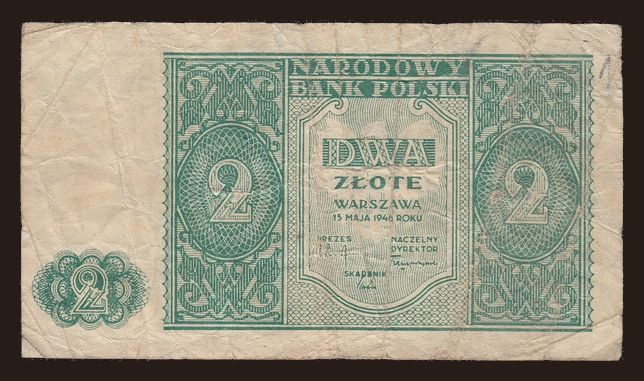 NARODOWY
BANK POLSKI
2
2
DWA
ZŁOTE
WARSZAWA
15 MAJA 1946 ROKU
PREZES
NACZELNY
DYREKTOR
SKARBNIK
2